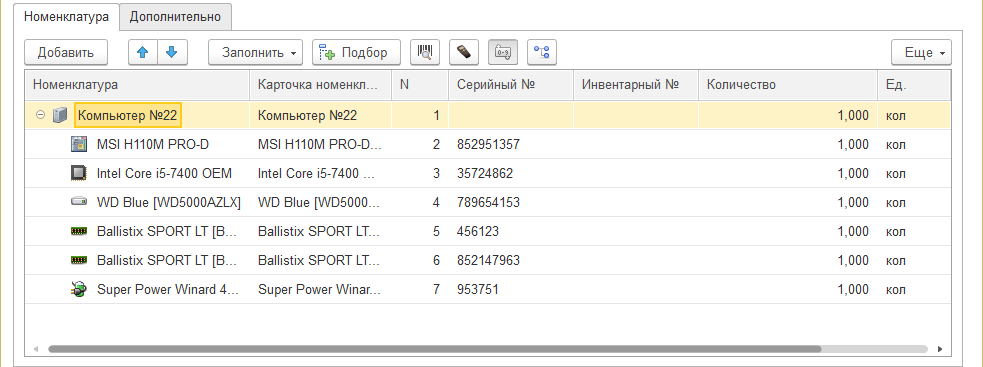 Номенклатура Дополнительно
Добавить Заполнить Подбор Еще
Номенклатура Карточка номенкл... N Серийный № Инвентарный № Количество Ед.
Компьютер №22 Компьютер №22 1 1,000 кол
MSI H110M PRO-D MSI H110M PRO-D... 2 852951357 1,000 кол
Intel Core i5-7400 OEM Intel Core i5-7400 ... 3 35724862 1,000 кол
WD Blue [WD5000AZLX] WD Blue [WD5000... 4 789654153 1,000 кол
Ballistix SPORT LT [B... Ballistix SPORT LT... 5 456123 1,000 кол
Ballistix SPORT LT [B... Ballistix SPORT LT... 6 852147963 1,000 кол
Super Power Winard 4... Super Power Winar... 7 953751 1,000 кол